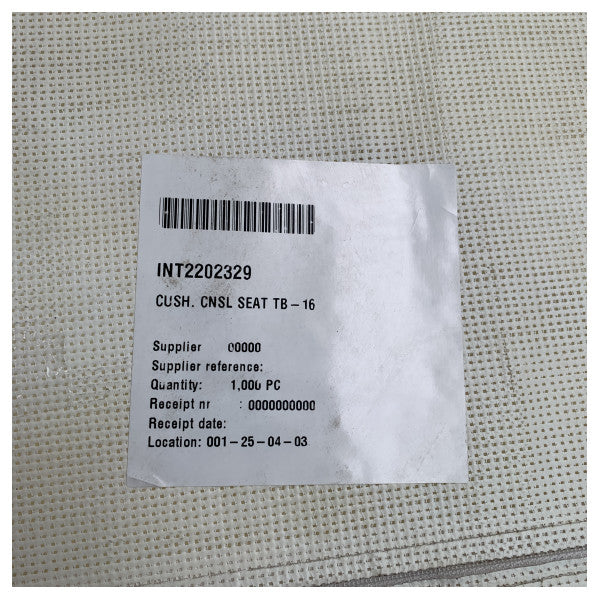 INT2202329
CUSH. CNSL SEAT TB-16
Supplier 00000
Supplier reference:
Quantity: 1,000 PC
Receipt nr : 0000000000
Receipt date:
Location: 001-25-04-03